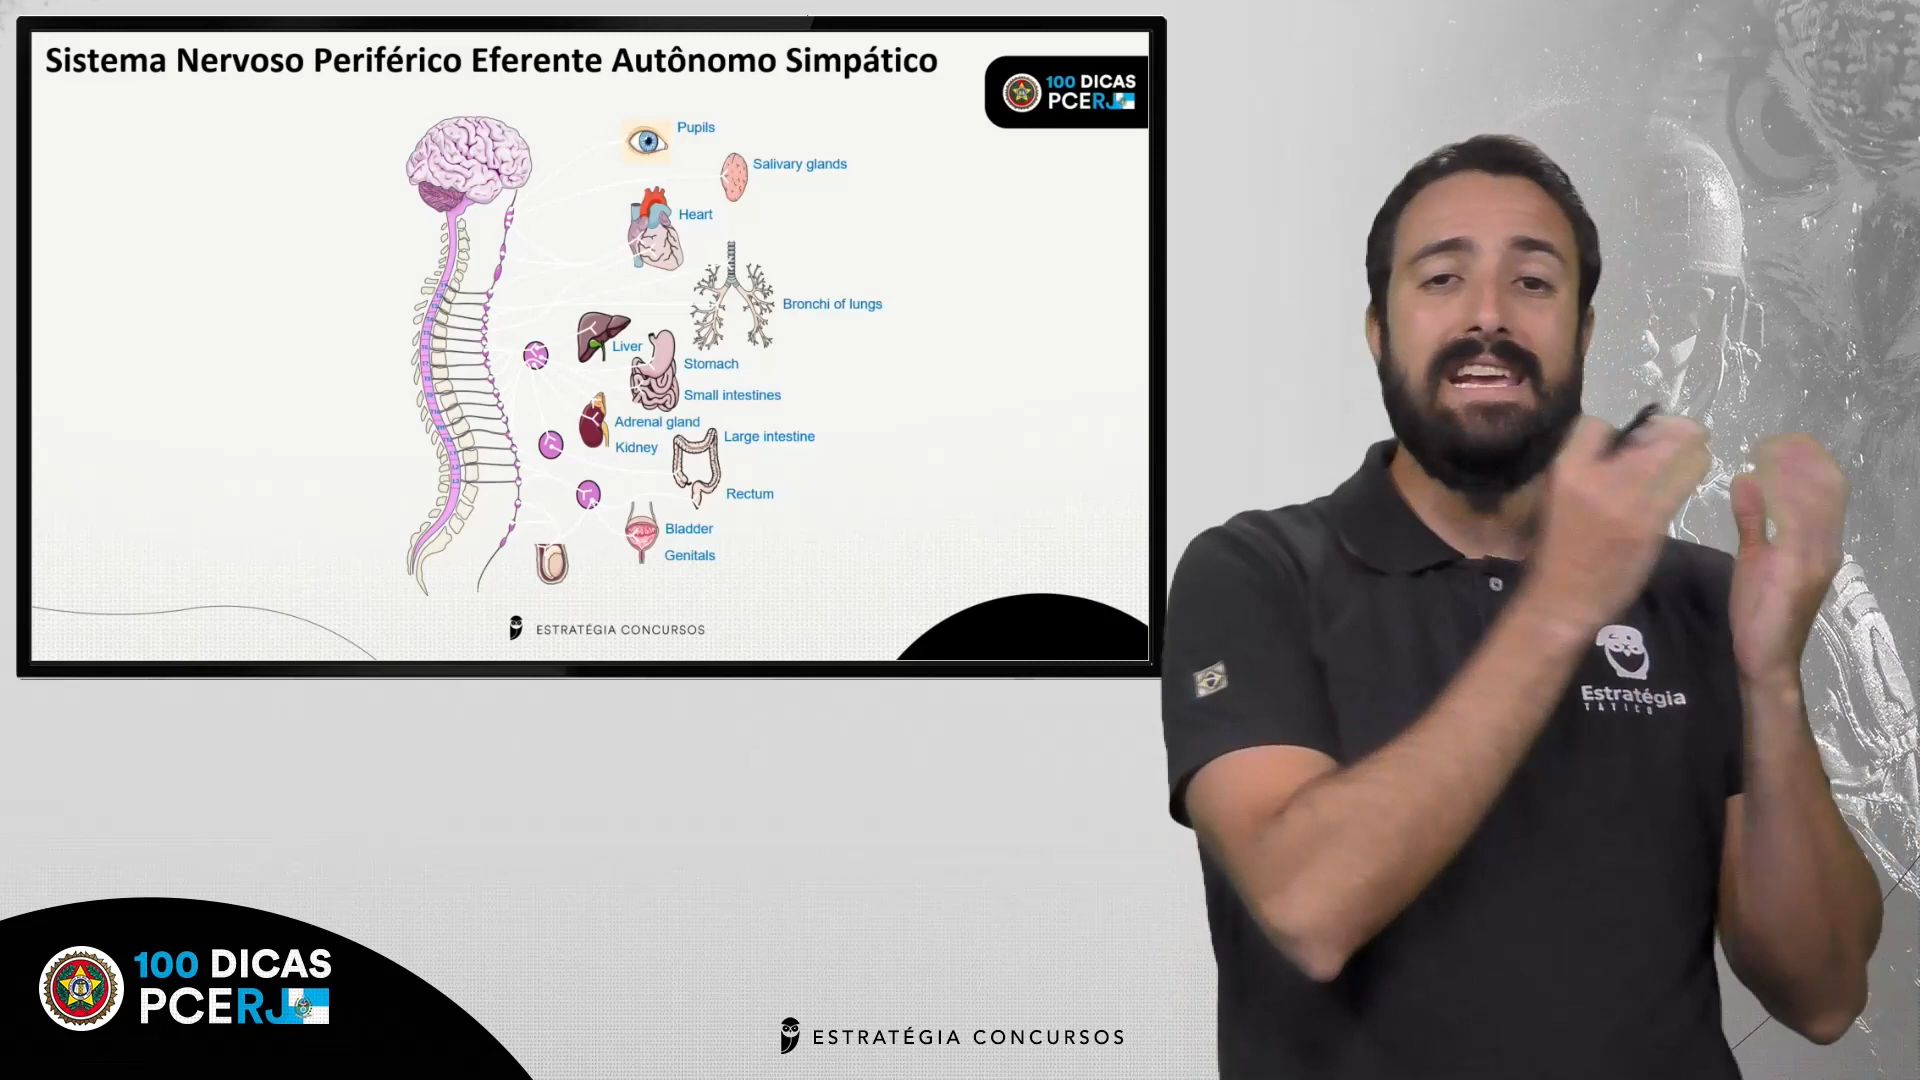 Sistema Nervoso Periférico Eferente Autônomo Simpático
100 DICAS
PCERJ
Pupils
Salivary glands
Heart
Bronchi of lungs
Liver
Stomach
Small intestines
Adrenal gland
Large intestine
Kidney
Rectum
Bladder
Genitals
ESTRATÉGIA CONCURSOS
Estratégia
TÁTICO
100 DICAS
PCERJ
ESTRATÉGIA CONCURSOS